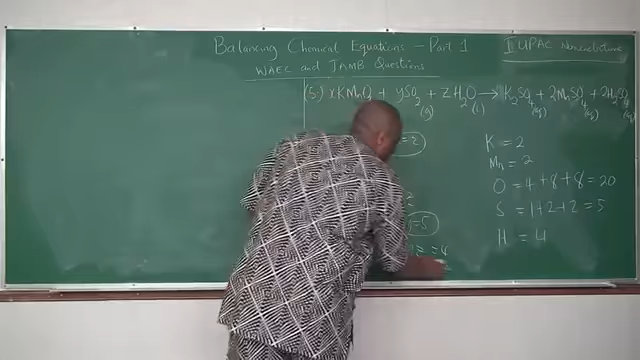 Balancing Chemical Equations - Part 1
IUPAC Nomenclature
WAEC and JAMB Questions
(5) xKMnO4 + ySO2(g) + zH2O(l) → K2SO4(aq) + 2MnSO4(aq) + 2H2SO4(aq)
= 2
K = 2
Mn = 2
O = 4+8+8=20
S = 1+2+2=5
= 5
H = 4
= 4